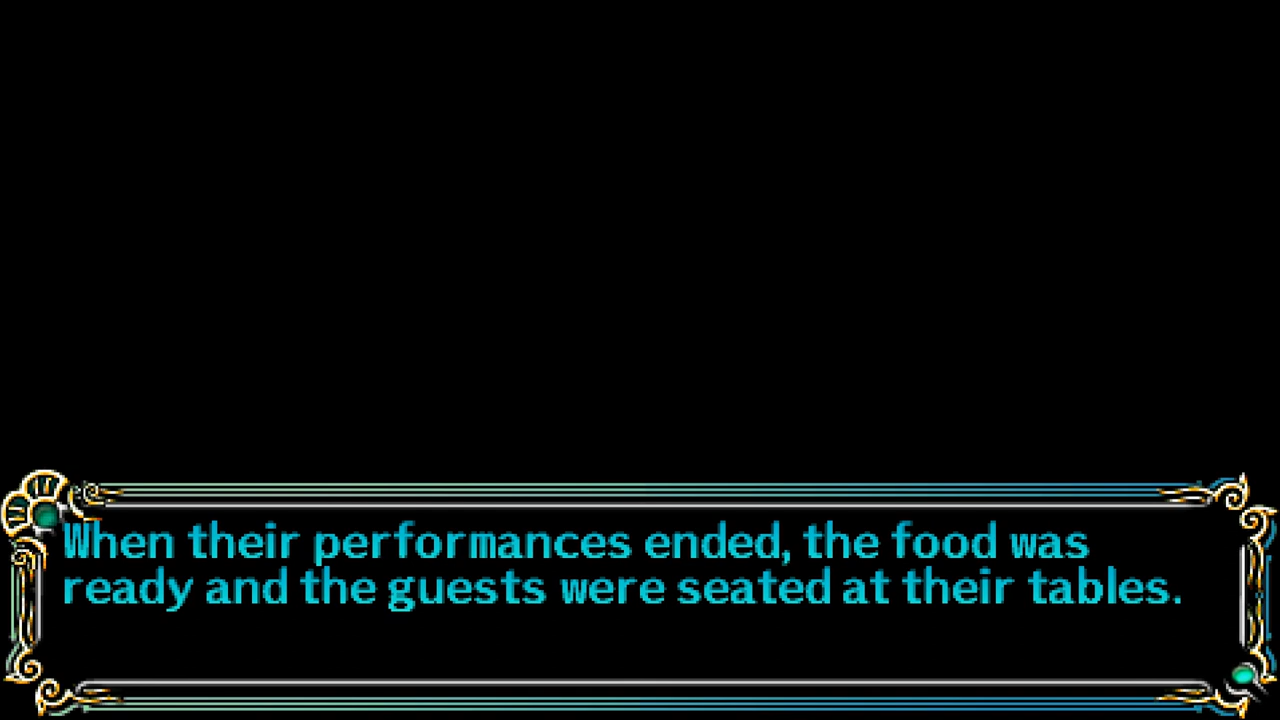 When their performances ended, the food was
ready and the guests were seated at their tables.